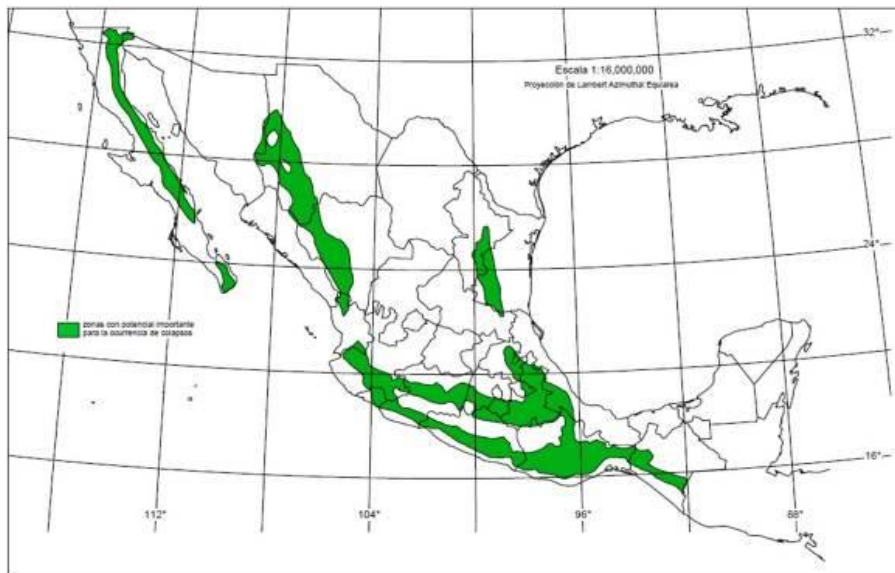 32°
Escala 1:16,000,000
Proyección de Lambert Azimuthal Equiarea
24°
zonas con potencial importante
para la ocurrencia de colapsos
16°
112°
104°
96°
88°